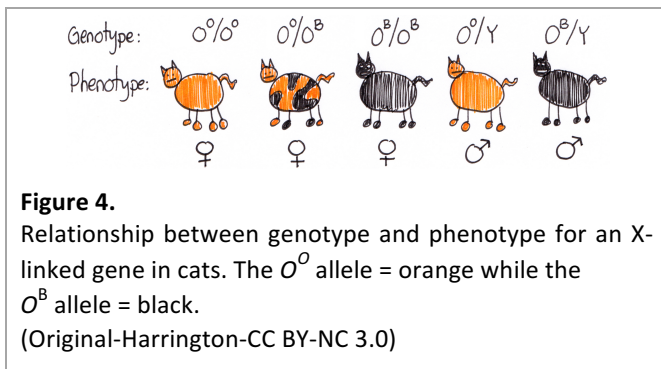 Genotype: O^O/O^O O^O/O^B O^B/O^B O^O/Y O^B/Y
Phenotype:
♀ ♀ ♀ ♂ ♂
Figure 4.
Relationship between genotype and phenotype for an X-
linked gene in cats. The O^O allele = orange while the
O^B allele = black.
(Original-Harrington-CC BY-NC 3.0)